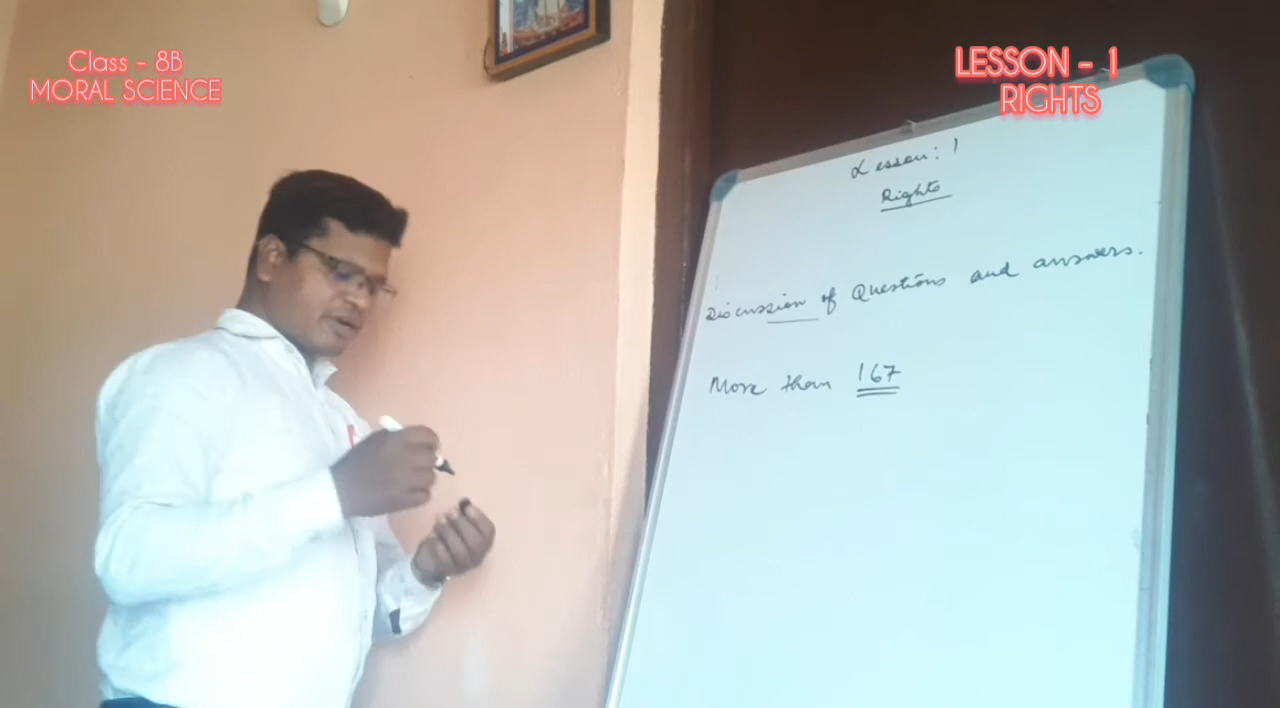 Class - 8B
MORAL SCIENCE
LESSON - 1
RIGHTS
Lesson: 1
Rights
Discussion of Questions and answers.
More than 167